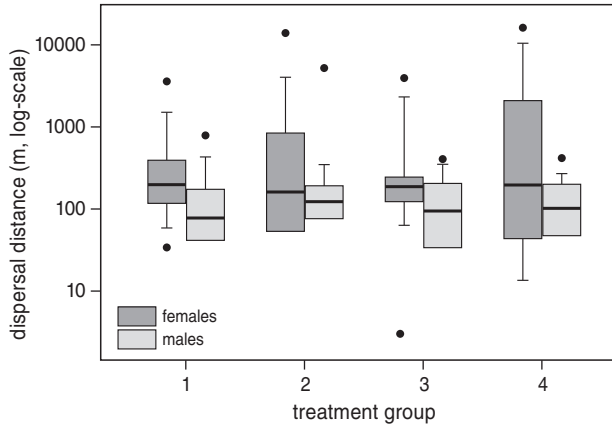 dispersal distance (m, log-scale)
10000
1000
100
10
females
males
1 2 3 4
treatment group